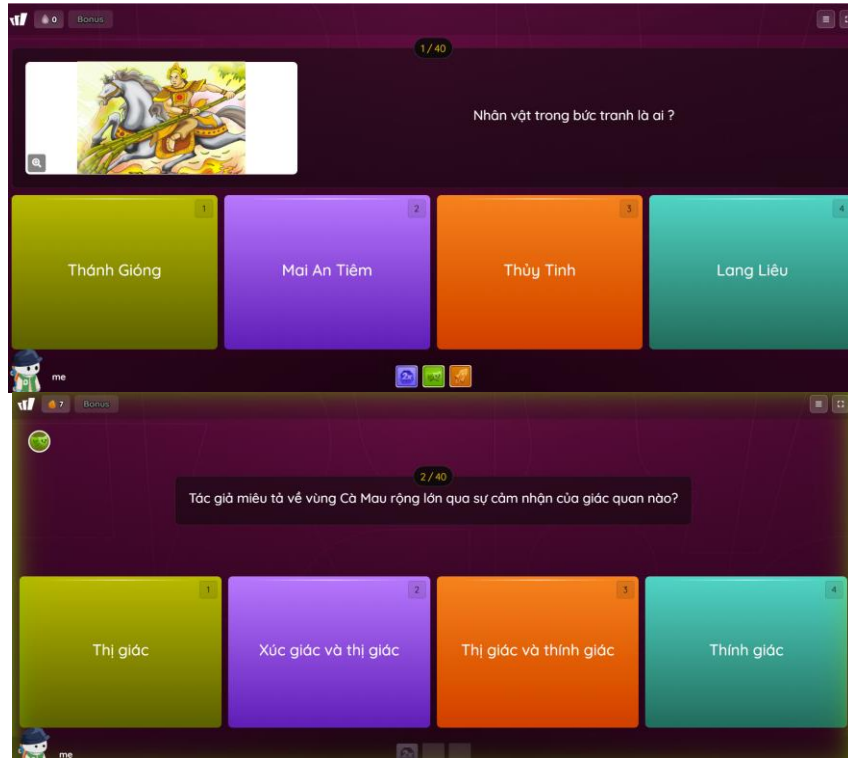 0 Bonus
1 / 40
Nhân vật trong bức tranh là ai ?
1
Thánh Gióng
2
Mai An Tiêm
3
Thủy Tinh
4
Lang Liêu
me
2x
7 Bonus
2 / 40
Tác giả miêu tả về vùng Cà Mau rộng lớn qua sự cảm nhận của giác quan nào?
1
Thị giác
2
Xúc giác và thị giác
3
Thị giác và thính giác
4
Thính giác
me
2x